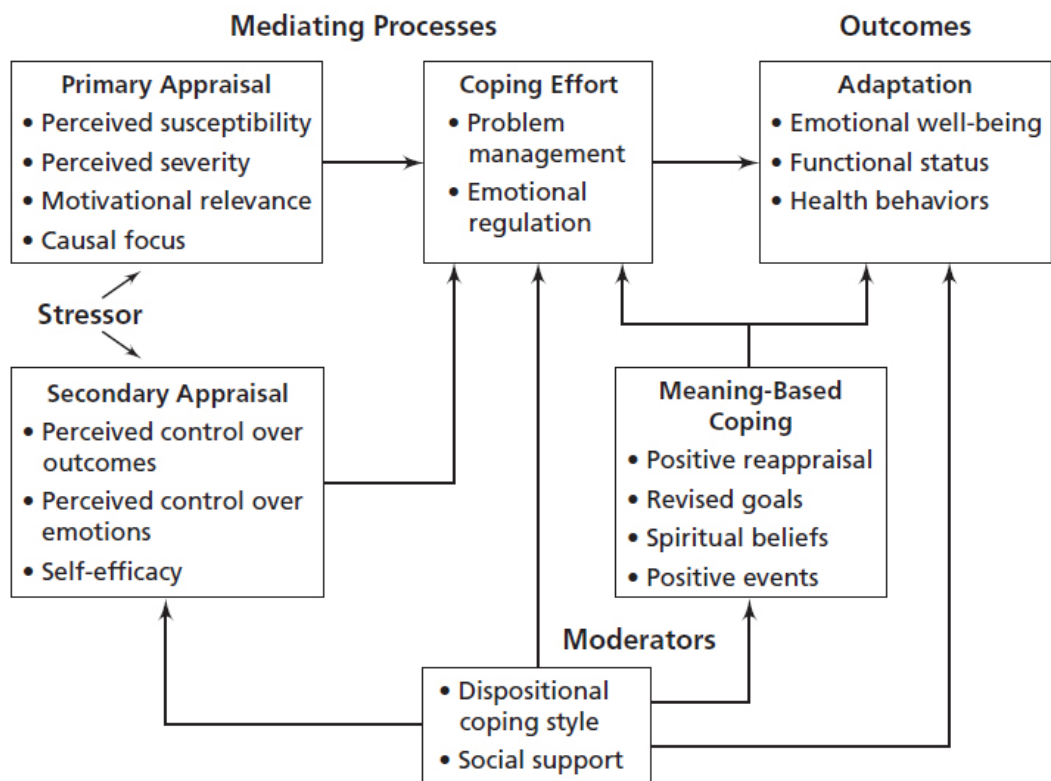 Mediating Processes
Outcomes
Primary Appraisal
• Perceived susceptibility
• Perceived severity
• Motivational relevance
• Causal focus
Coping Effort
• Problem
management
• Emotional
regulation
Adaptation
• Emotional well-being
• Functional status
• Health behaviors
Stressor
Secondary Appraisal
• Perceived control over
outcomes
• Perceived control over
emotions
• Self-efficacy
Meaning-Based
Coping
• Positive reappraisal
• Revised goals
• Spiritual beliefs
• Positive events
Moderators
• Dispositional
coping style
• Social support